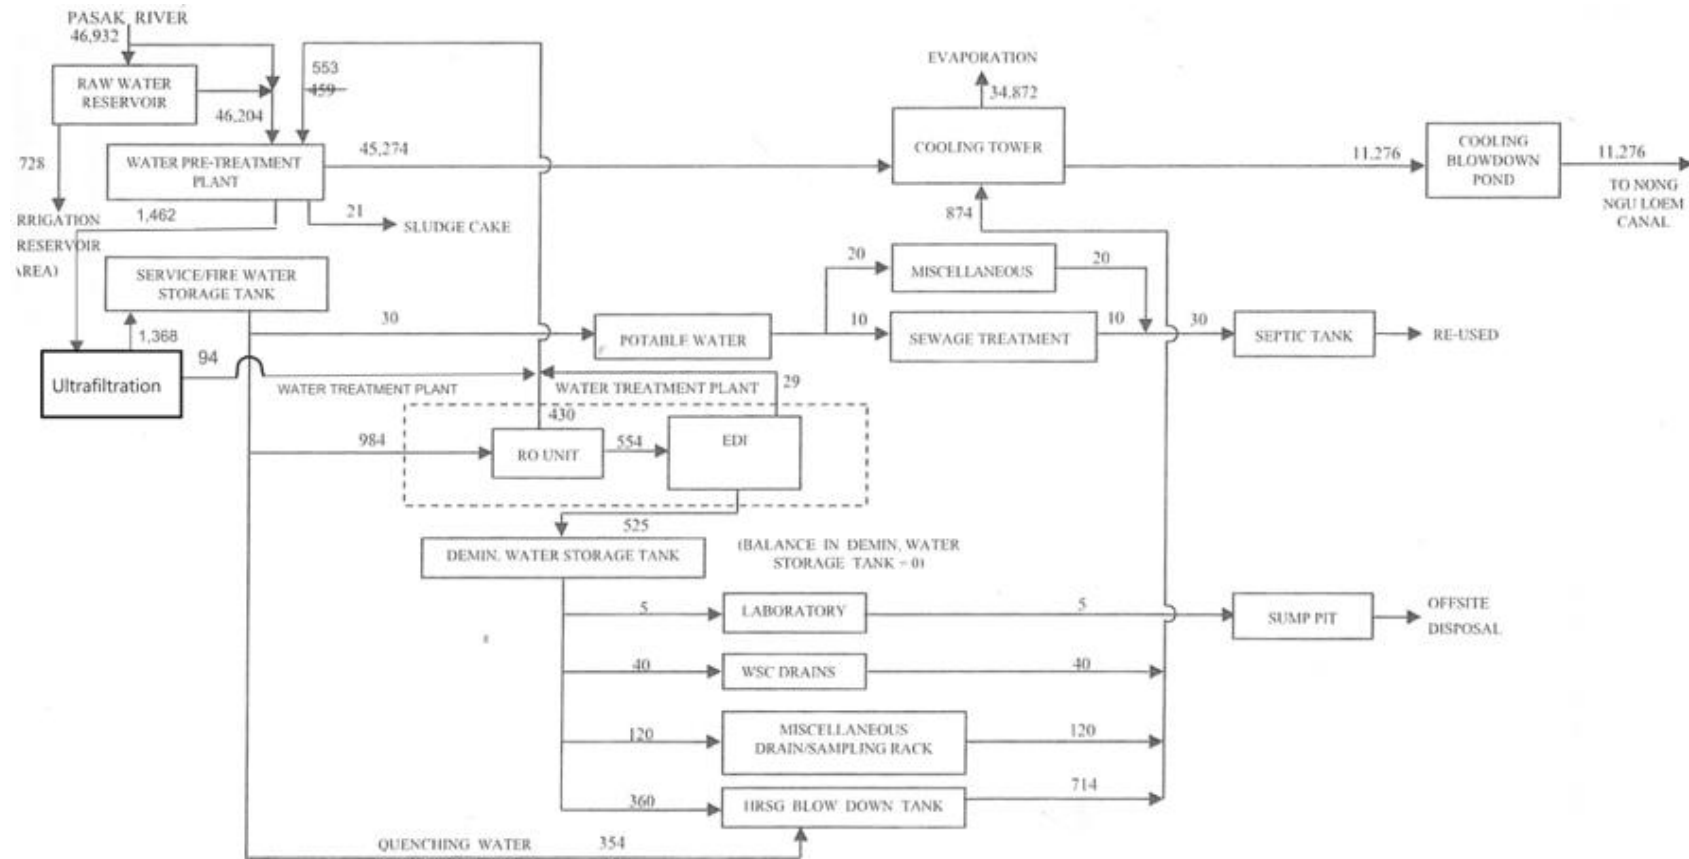 PASAK RIVER
46,932
RAW WATER
RESERVOIR
553
459
46,204
728
WATER PRE-TREATMENT
PLANT
45,274
EVAPORATION
34.872
COOLING TOWER
11.276
COOLING
BLOWDOWN
POND
11.276
TO NONG
NGU LOEM
CANAL
874
1,462
21
SLUDGE CAKE
RRIGATION
RESERVOIR
AREA)
SERVICE/FIRE WATER
STORAGE TANK
1,368
Ultrafiltration
94
WATER TREATMENT PLANT
30
POTABLE WATER
20
MISCELLANEOUS
20
10
SEWAGE TREATMENT
10
30
SEPTIC TANK
RE-USED
WATER TREATMENT PLANT
29
430
984
RO UNIT
554
EDI
525
DEMIN. WATER STORAGE TANK
(BALANCE IN DEMIN. WATER
STORAGE TANK = 0)
5
LABORATORY
5
SUMP PIT
OFFSITE
DISPOSAL
40
WSC DRAINS
40
120
MISCELLANEOUS
DRAIN/SAMPLING RACK
120
360
HRSG BLOW DOWN TANK
714
QUENCHING WATER
354